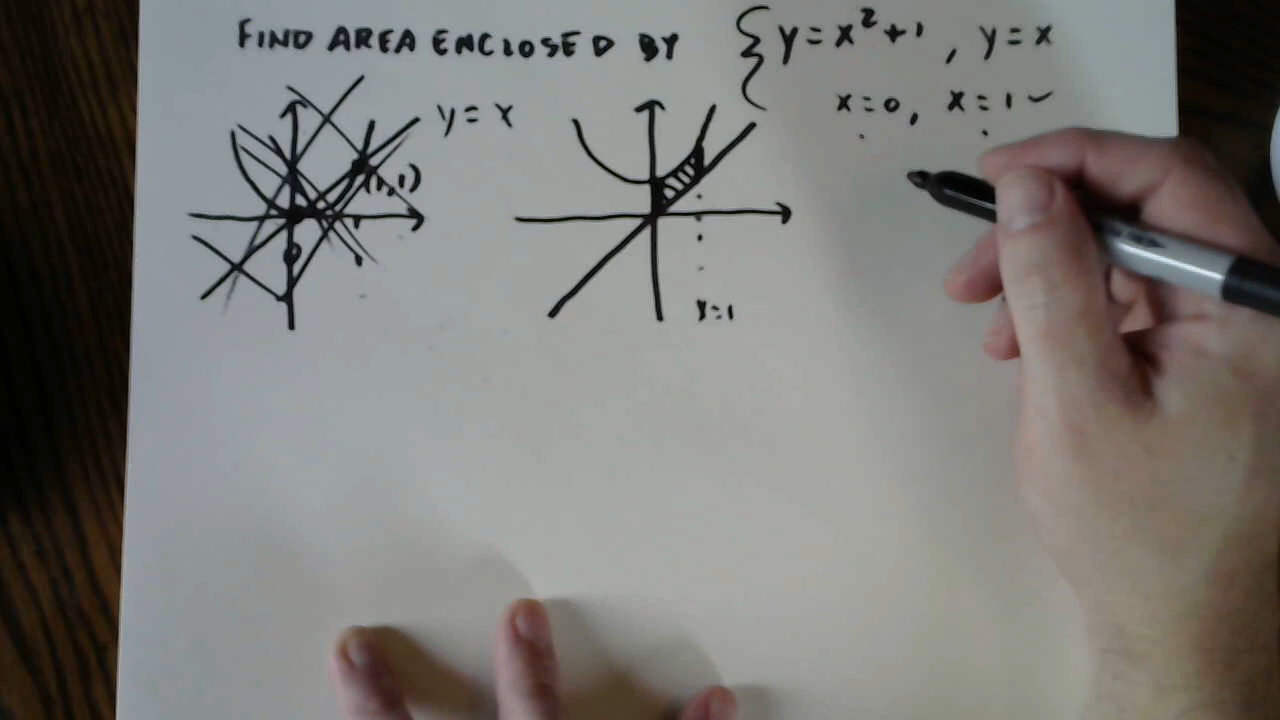 FIND AREA ENCLOSED BY { y = x² + 1 , y = x
x = 0 , x = 1
y = x
(1,1)
x = 1